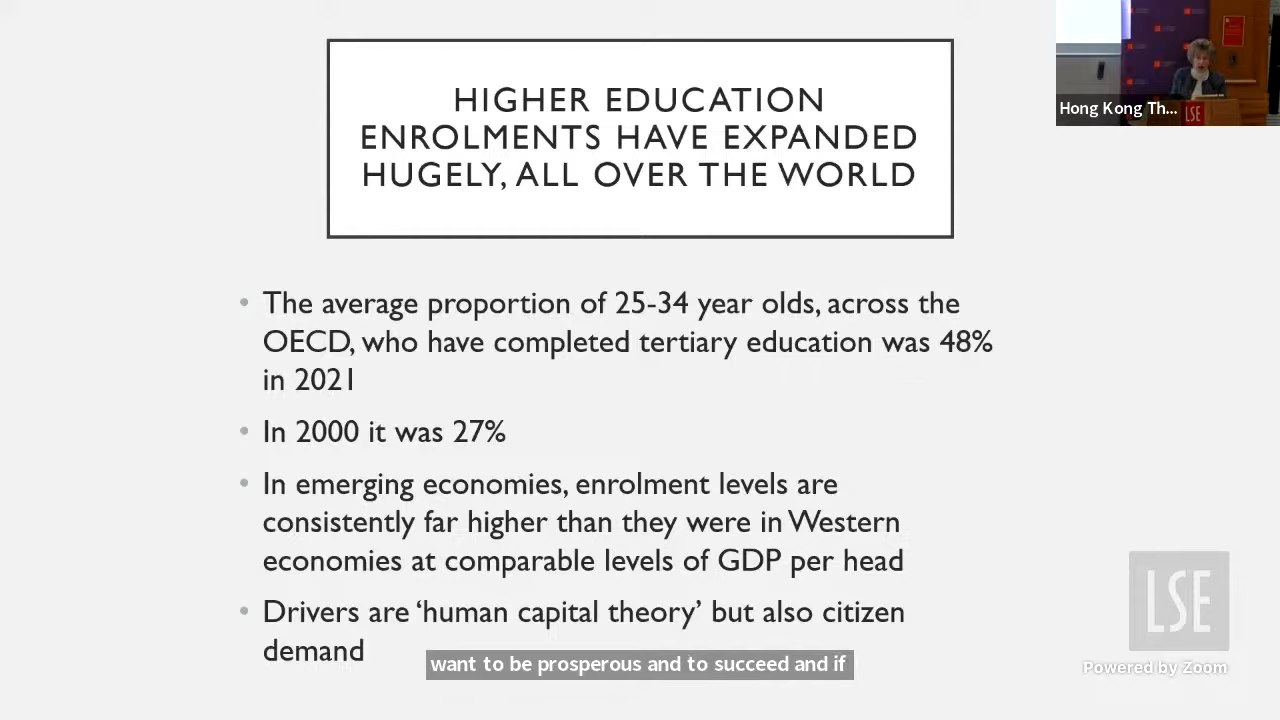 HIGHER EDUCATION
ENROLMENTS HAVE EXPANDED
HUGELY, ALL OVER THE WORLD
Hong Kong Th...
LSE
• The average proportion of 25-34 year olds, across the
OECD, who have completed tertiary education was 48%
in 2021
• In 2000 it was 27%
• In emerging economies, enrolment levels are
consistently far higher than they were in Western
economies at comparable levels of GDP per head
• Drivers are ‘human capital theory’ but also citizen
demand
want to be prosperous and to succeed and if
LSE
Powered by Zoom